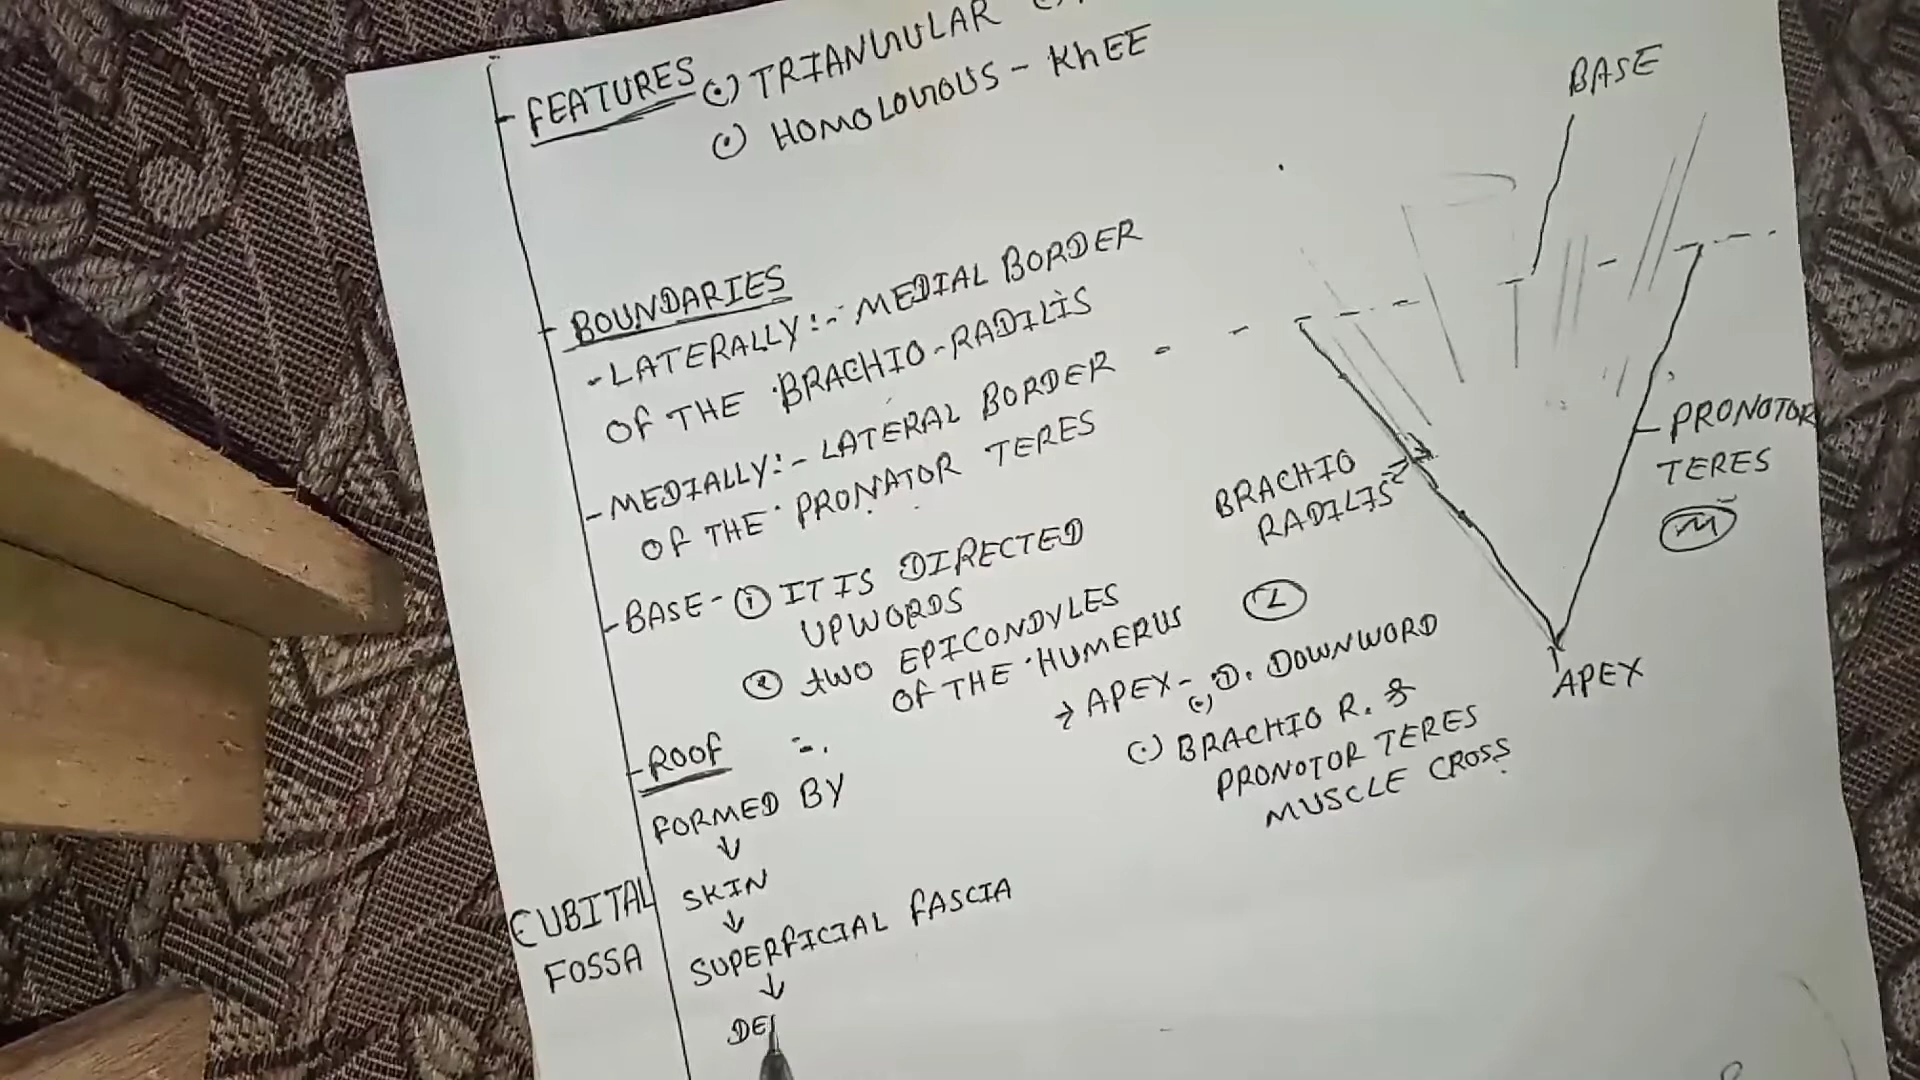 FEATURES (•) TRIANGULAR
(•) HOMOLOGOUS - KNEE
BASE
BOUNDARIES
- LATERALLY :- MEDIAL BORDER
OF THE BRACHIO-RADILIS
- MEDIALLY :- LATERAL BORDER
OF THE PRONATOR TERES
BASE - ① IT IS DIRECTED
UPWORDS
② TWO EPICONDYLES
OF THE HUMERUS
PRONOTOR
TERES
M
BRACHIO
RADILIS
L
APEX
→ APEX - (•) D. DOWNWORD
(•) BRACHIO R. &
PRONOTOR TERES
MUSCLE CROSS
ROOF :-
FORMED BY
↓
SKIN
↓
SUPERFICIAL FASCIA
↓
DE
CUBITAL
FOSSA